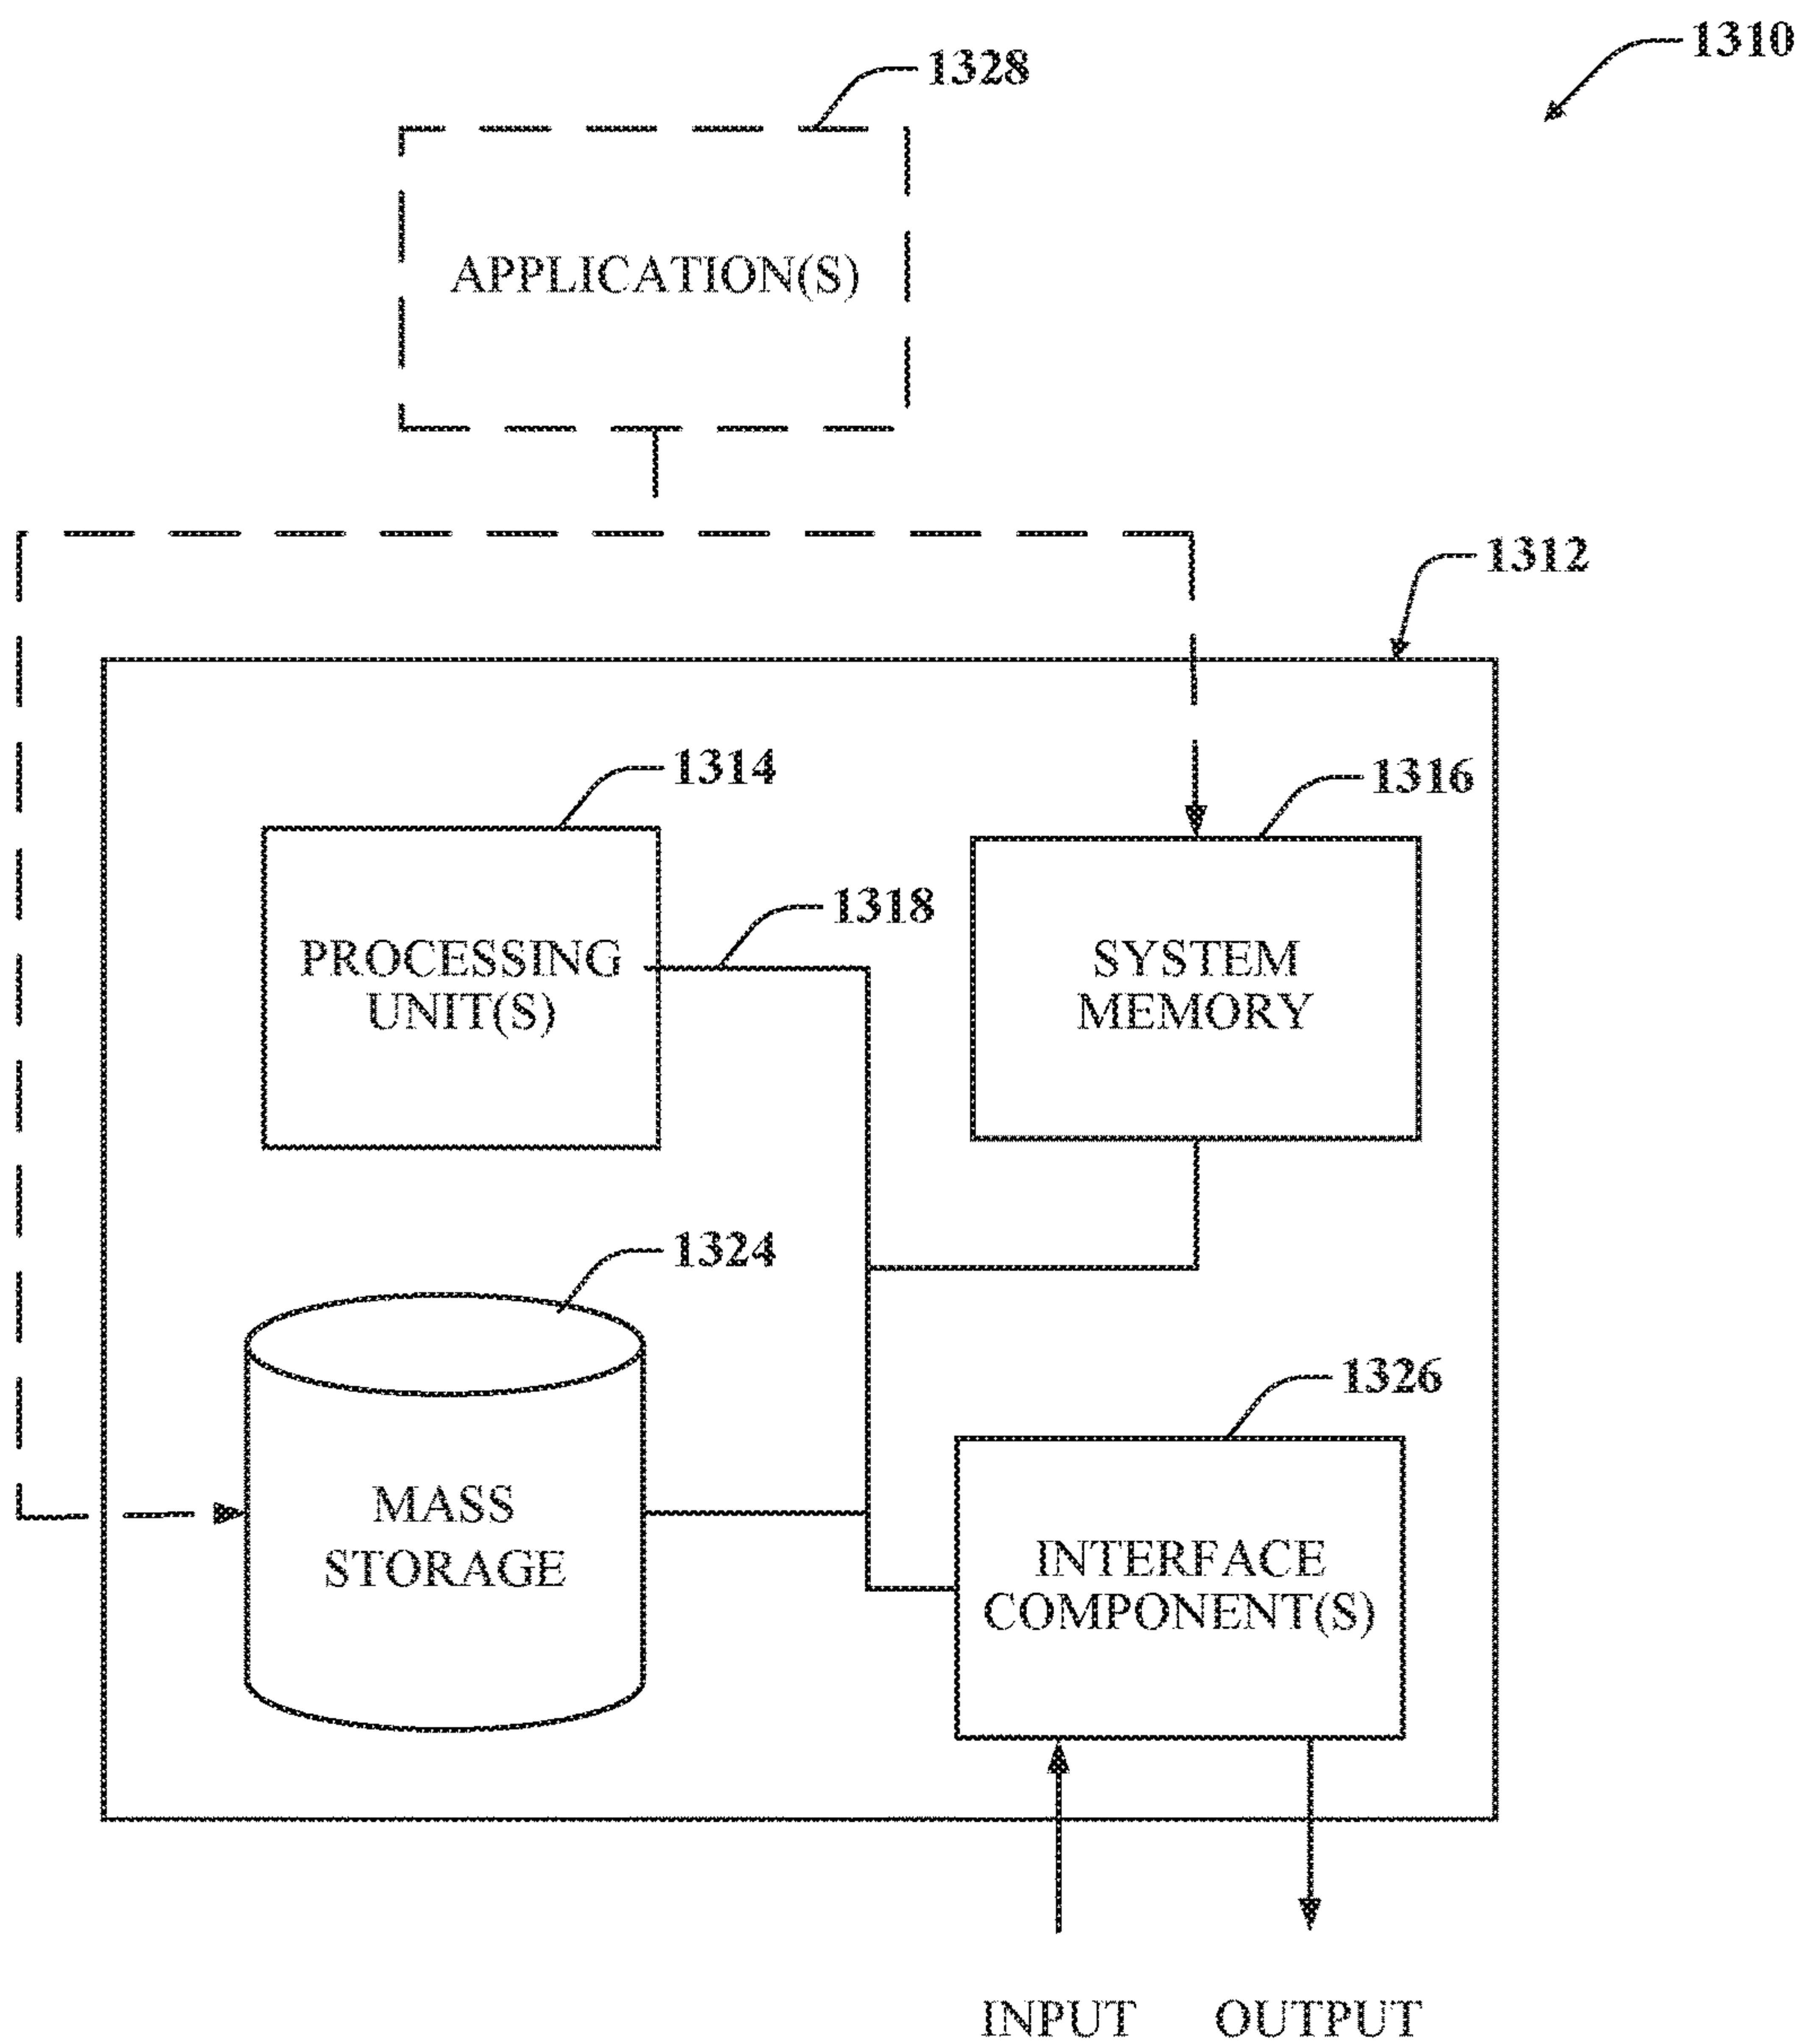 1310
1328
APPLICATION(S)
1312
1314
1316
1318
PROCESSING
UNIT(S)
SYSTEM
MEMORY
1324
1326
MASS
STORAGE
INTERFACE
COMPONENT(S)
INPUT
OUTPUT